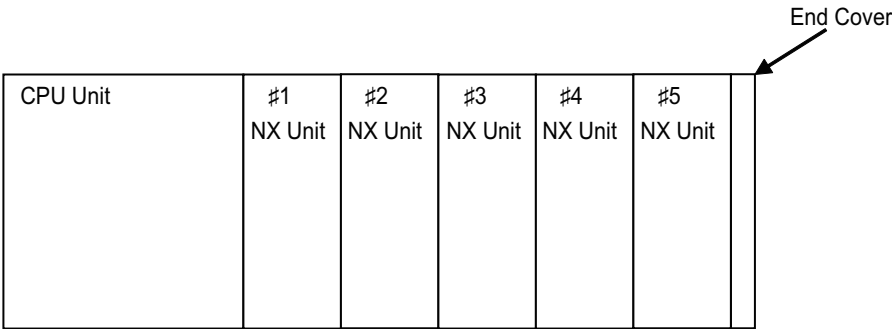 End Cover
CPU Unit
♯1
NX Unit
♯2
NX Unit
♯3
NX Unit
♯4
NX Unit
♯5
NX Unit